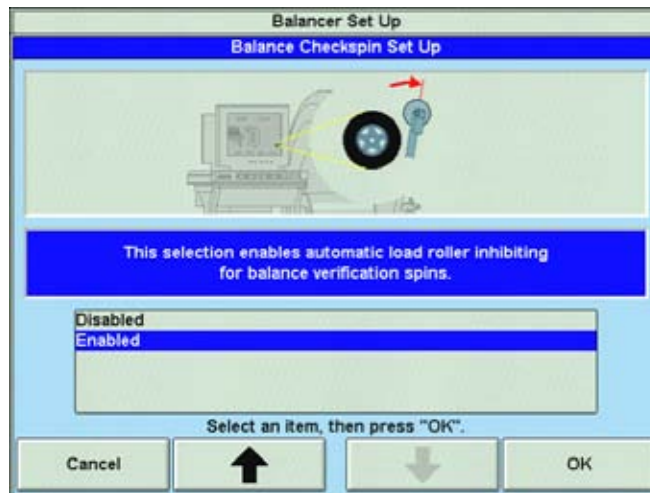 Balancer Set Up
Balance Checkspin Set Up
This selection enables automatic load roller inhibiting
for balance verification spins.
Disabled
Enabled
Select an item, then press "OK".
Cancel
OK